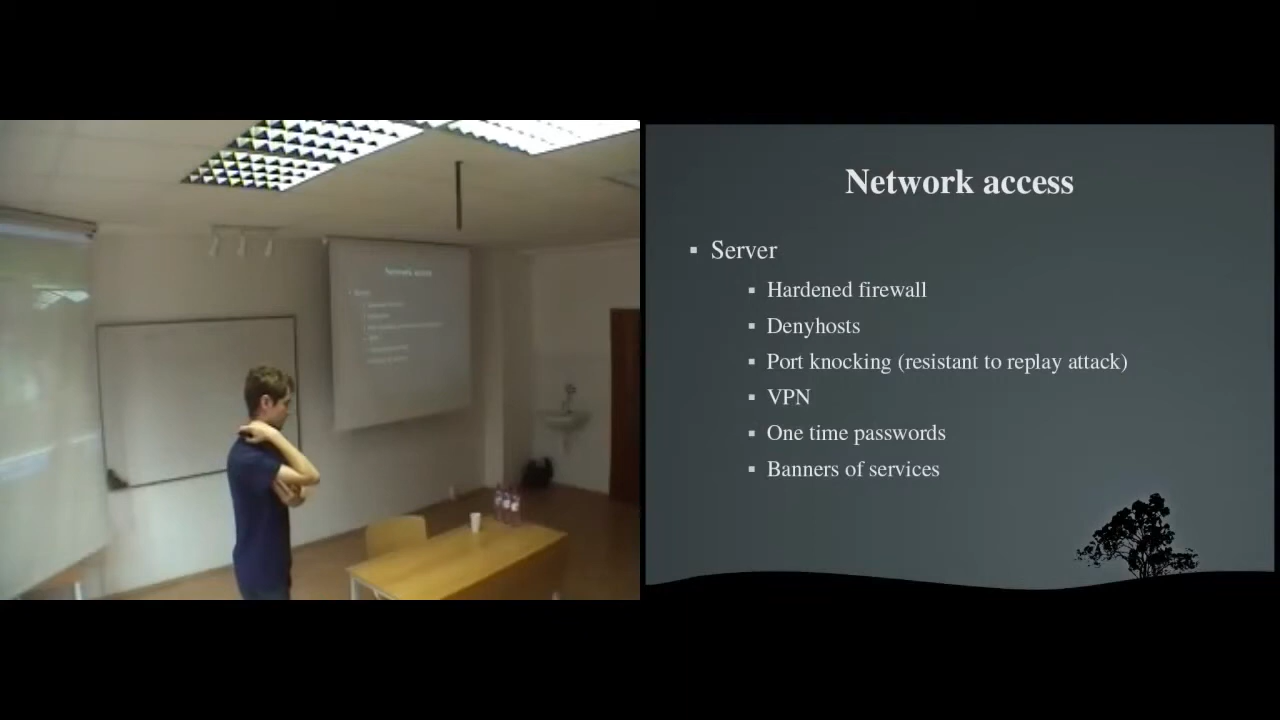 Network access
Server
Hardened firewall
Denyhosts
Port knocking (resistant to replay attack)
VPN
One time passwords
Banners of services